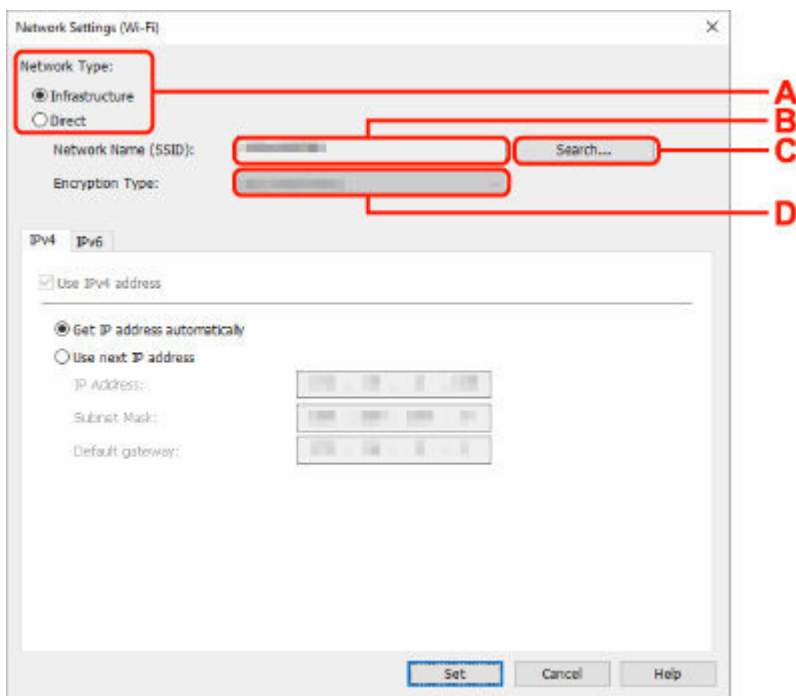 Network Settings (Wi-Fi)
Network Type:
Infrastructure
A
Direct
B
Network Name (SSID):
Search...
C
Encryption Type:
D
IPv4
IPv6
Use IPv4 address
Get IP address automatically
Use next IP address
IP Address:
Subnet Mask:
Default gateway:
Set
Cancel
Help